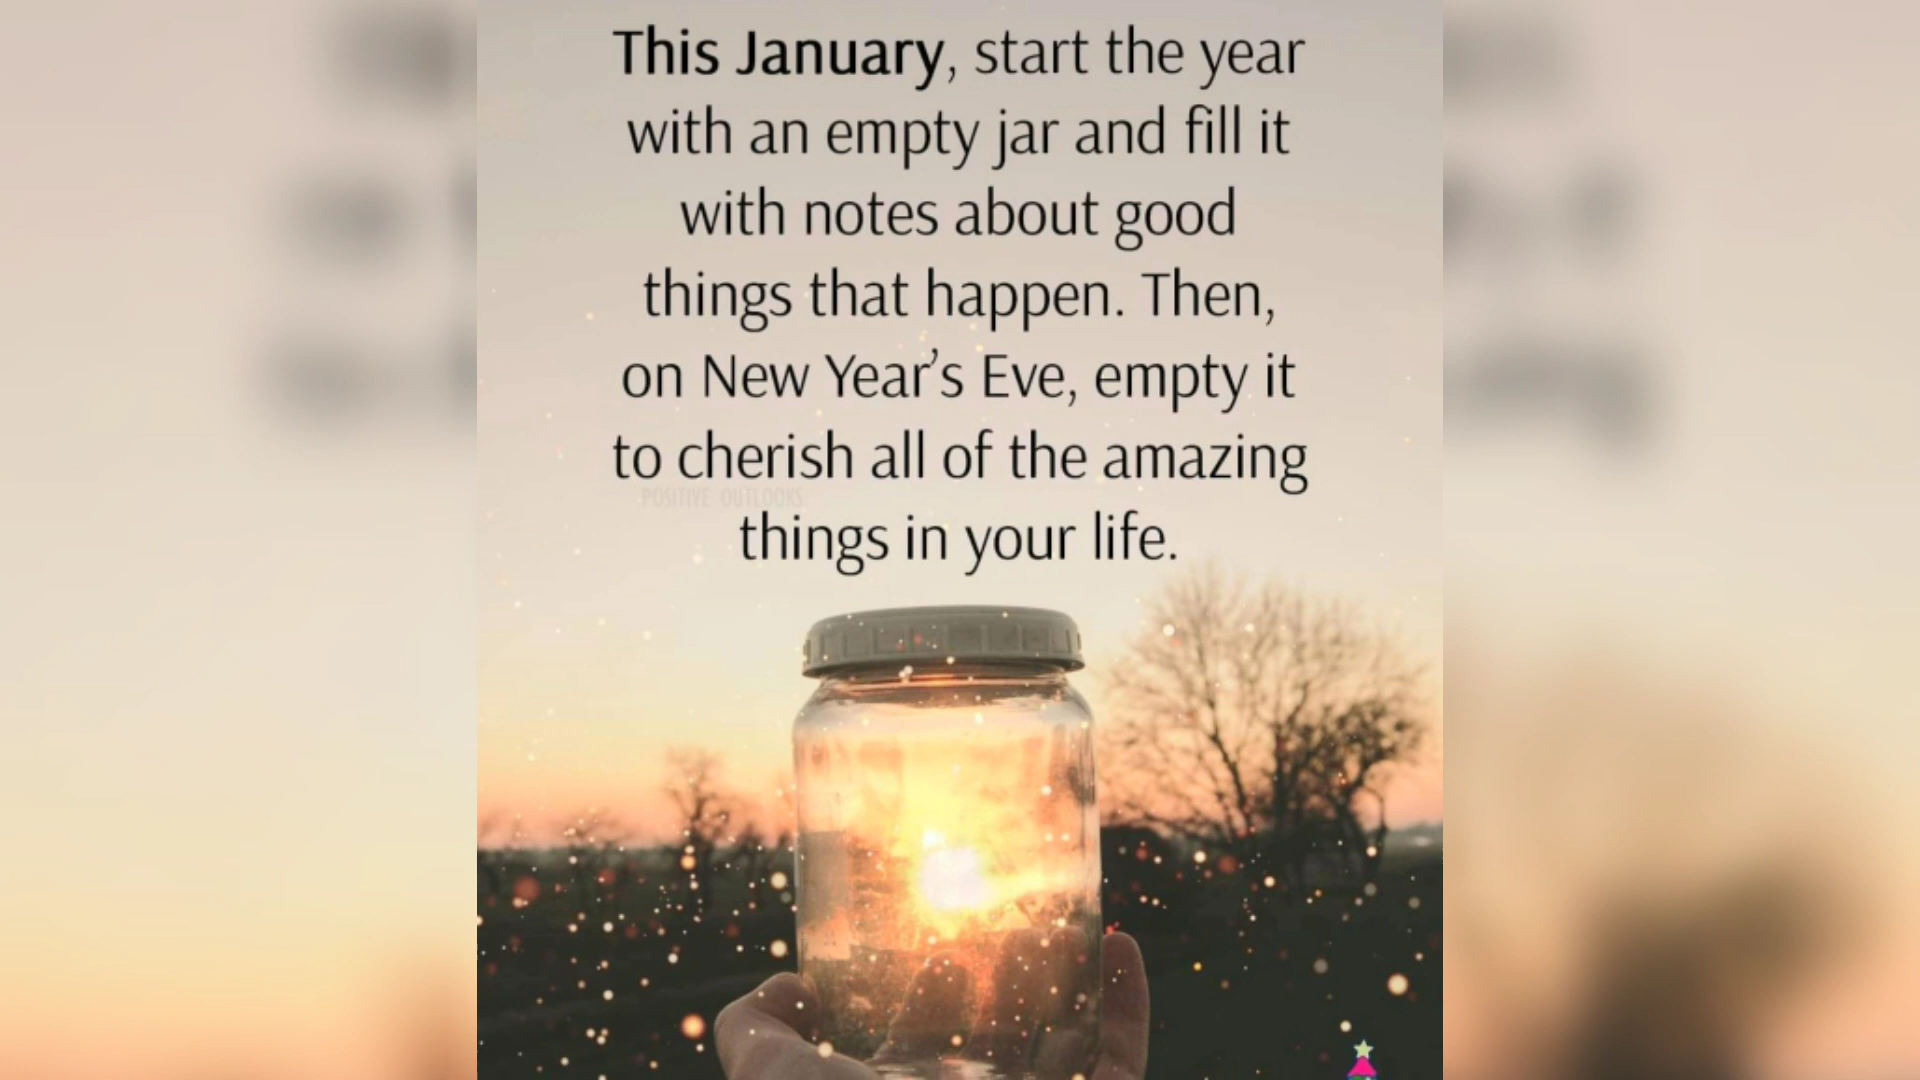 This January, start the year
with an empty jar and fill it
with notes about good
things that happen. Then,
on New Year’s Eve, empty it
to cherish all of the amazing
POSITIVE OUTLOOKS
things in your life.